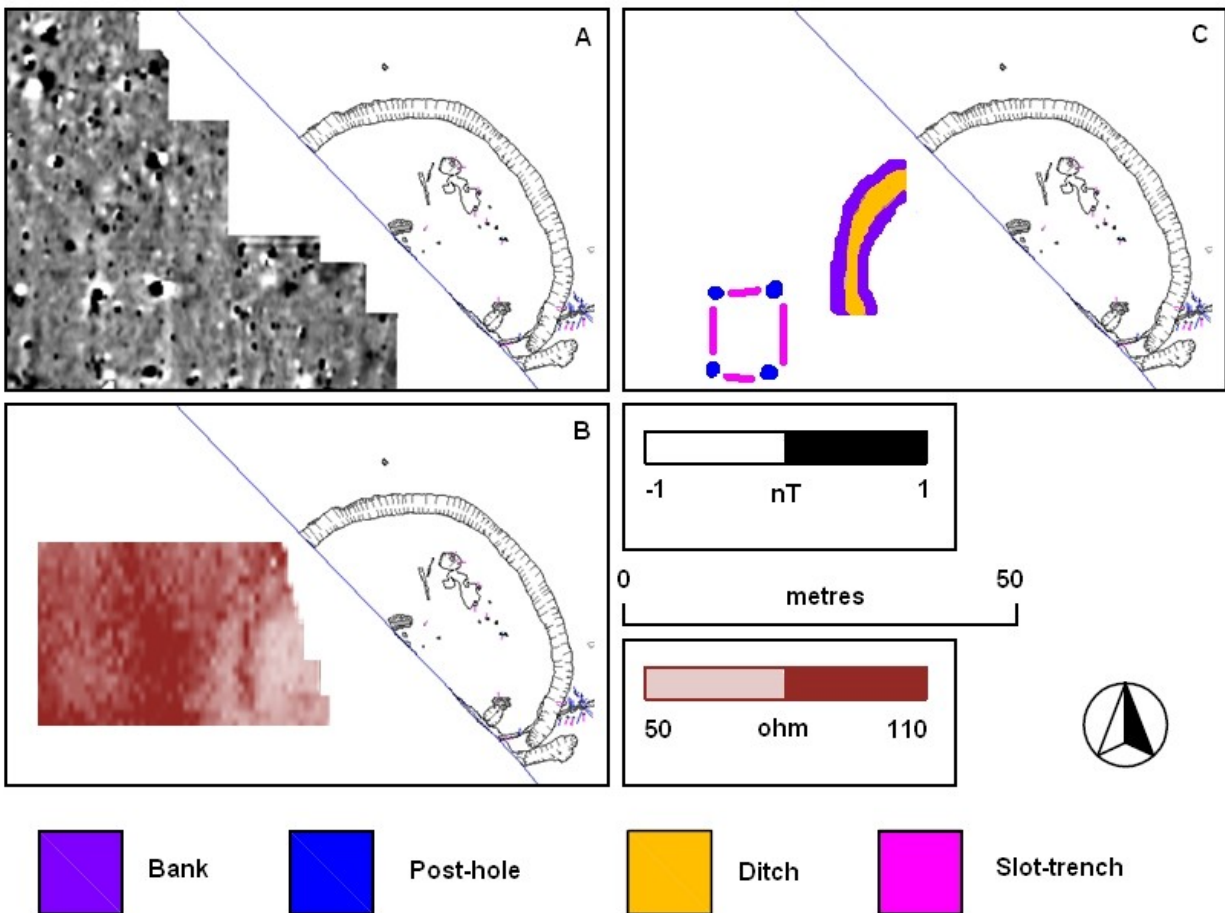 A
C
B
-1 nT 1
0 50
metres
50 ohm 110
Bank Post-hole Ditch Slot-trench